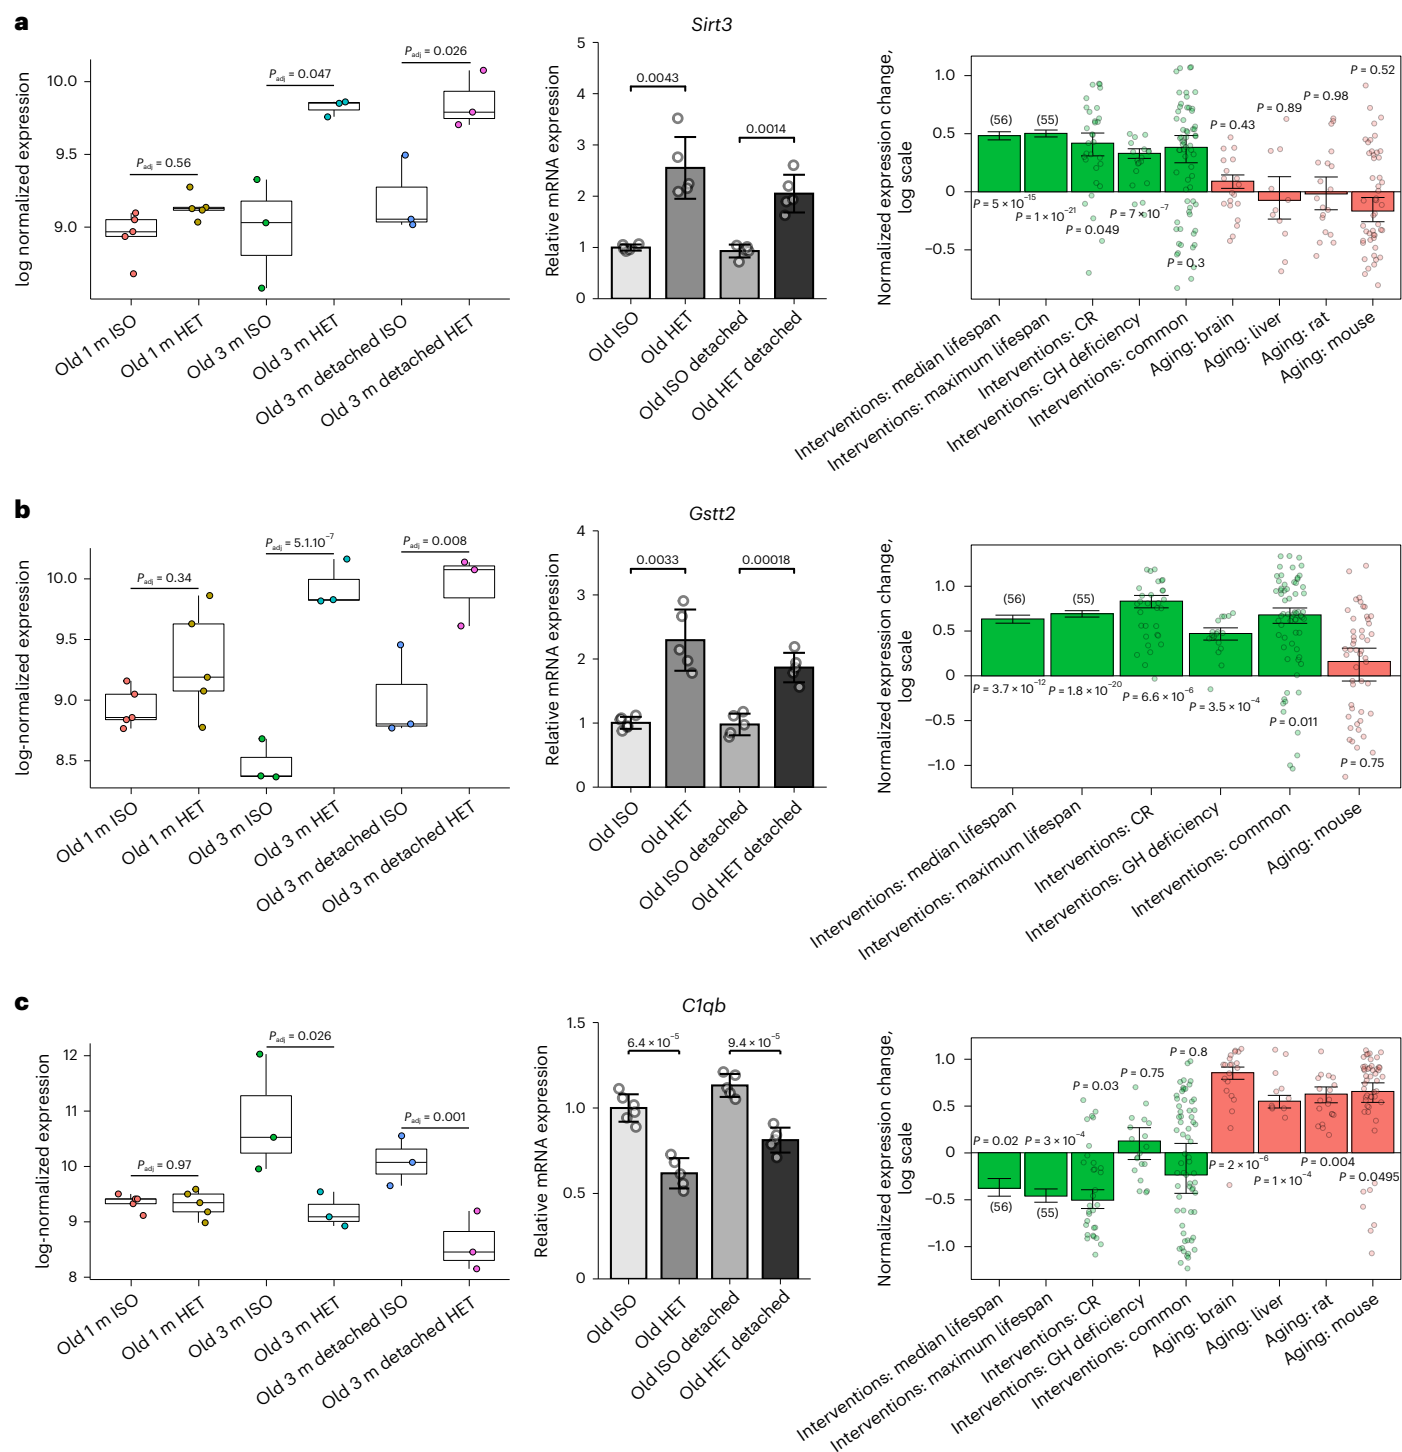 a
Sirt3
log normalized expression
10.0
9.5
9.0
Padj = 0.56
Padj = 0.047
Padj = 0.026
Old 1 m ISO
Old 1 m HET
Old 3 m ISO
Old 3 m HET
Old 3 m detached ISO
Old 3 m detached HET
Relative mRNA expression
5
4
3
2
1
0
0.0043
0.0014
Old ISO
Old HET
Old ISO detached
Old HET detached
Normalized expression change,
log scale
1.0
0.5
0
−0.5
(56)
(55)
P = 5 × 10−15
P = 1 × 10−21
P = 0.049
P = 7 × 10−7
P = 0.3
P = 0.43
P = 0.89
P = 0.98
P = 0.52
Interventions: median lifespan
Interventions: maximum lifespan
Interventions: CR
Interventions: GH deficiency
Interventions: common
Aging: brain
Aging: liver
Aging: rat
Aging: mouse
b
Gstt2
log-normalized expression
10.0
9.5
9.0
8.5
Padj = 0.34
Padj = 5.1.10−7
Padj = 0.008
Old 1 m ISO
Old 1 m HET
Old 3 m ISO
Old 3 m HET
Old 3 m detached ISO
Old 3 m detached HET
Relative mRNA expression
4
3
2
1
0
0.0033
0.00018
Old ISO
Old HET
Old ISO detached
Old HET detached
Normalized expression change,
log scale
1.0
0.5
0
−0.5
−1.0
(56)
(55)
P = 3.7 × 10−12
P = 1.8 × 10−20
P = 6.6 × 10−6
P = 3.5 × 10−4
P = 0.011
P = 0.75
Interventions: median lifespan
Interventions: maximum lifespan
Interventions: CR
Interventions: GH deficiency
Interventions: common
Aging: mouse
c
C1qb
log-normalized expression
12
11
10
9
8
Padj = 0.97
Padj = 0.026
Padj = 0.001
Old 1 m ISO
Old 1 m HET
Old 3 m ISO
Old 3 m HET
Old 3 m detached ISO
Old 3 m detached HET
Relative mRNA expression
1.5
1.0
0.5
0
6.4 × 10−5
9.4 × 10−5
Old ISO
Old HET
Old ISO detached
Old HET detached
Normalized expression change,
log scale
1.0
0.5
0
−0.5
−1.0
P = 0.02
P = 3 × 10−4
P = 0.03
P = 0.75
P = 0.8
P = 2 × 10−6
P = 1 × 10−4
P = 0.004
P = 0.0495
(56)
(55)
Interventions: median lifespan
Interventions: maximum lifespan
Interventions: CR
Interventions: GH deficiency
Interventions: common
Aging: brain
Aging: liver
Aging: rat
Aging: mouse